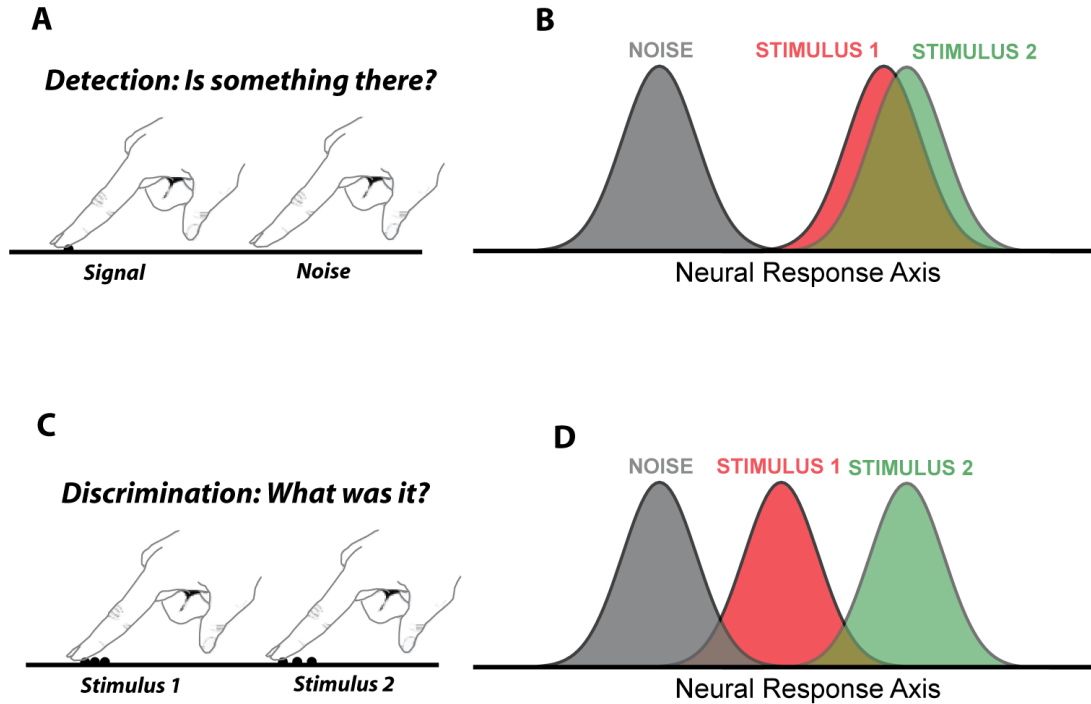 A
Detection: Is something there?
Signal
Noise
B
NOISE
STIMULUS 1
STIMULUS 2
Neural Response Axis
C
Discrimination: What was it?
Stimulus 1
Stimulus 2
D
NOISE
STIMULUS 1
STIMULUS 2
Neural Response Axis